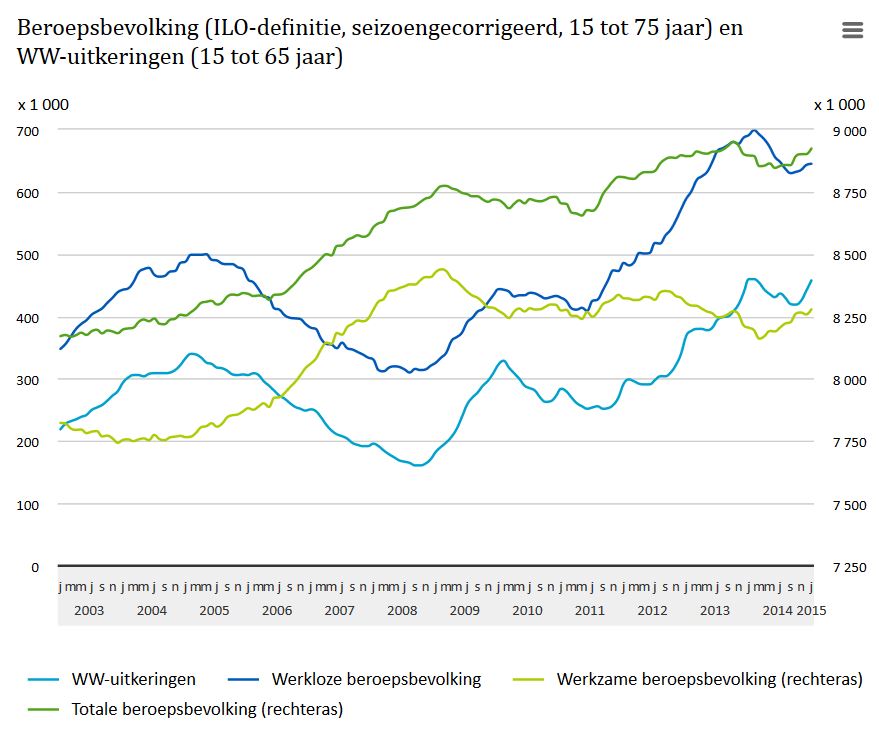 Beroepsbevolking (ILO-definitie, seizoengecorrigeerd, 15 tot 75 jaar) en
WW-uitkeringen (15 tot 65 jaar)
x 1 000 x 1 000
700 9 000
600 8 750
500 8 500
400 8 250
300 8 000
200 7 750
100 7 500
0 7 250
j m m j s n j m m j s n j m m j s n j m m j s n j m m j s n j m m j s n j m m j s n j m m j s n j m m j s n j m m j s n j m m j s n j m m j s n j
2003 2004 2005 2006 2007 2008 2009 2010 2011 2012 2013 2014 2015
WW-uitkeringen Werkloze beroepsbevolking Werkzame beroepsbevolking (rechteras)
Totale beroepsbevolking (rechteras)